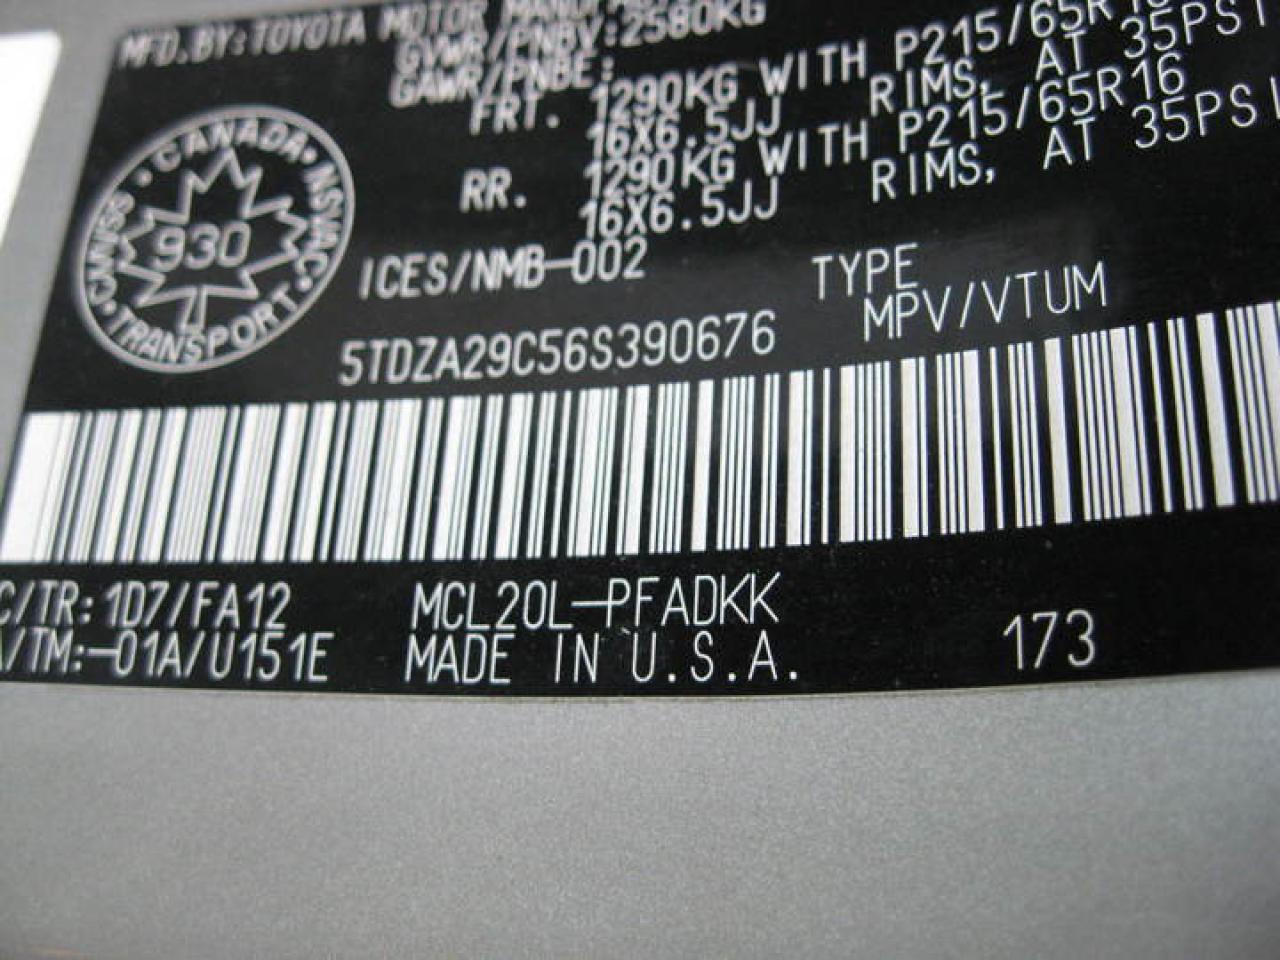 MFD.BY:TOYOTA MOTOR
GVWR/PNBV:2580KG
GAWR/PNBE:
FRT. 1290KG WITH P215/65R16
16X6.5JJ RIMS, AT 35PSI
RR. 1290KG WITH P215/65R16
16X6.5JJ RIMS, AT 35PSI
CANADA
CMVSS NSVAC
930
TRANSPORT
ICES/NMB-002
TYPE
MPV/VTUM
5TDZA29C56S390676
C/TR:1D7/FA12 MCL20L-PFADKK
/TM:-01A/U151E MADE IN U.S.A. 173